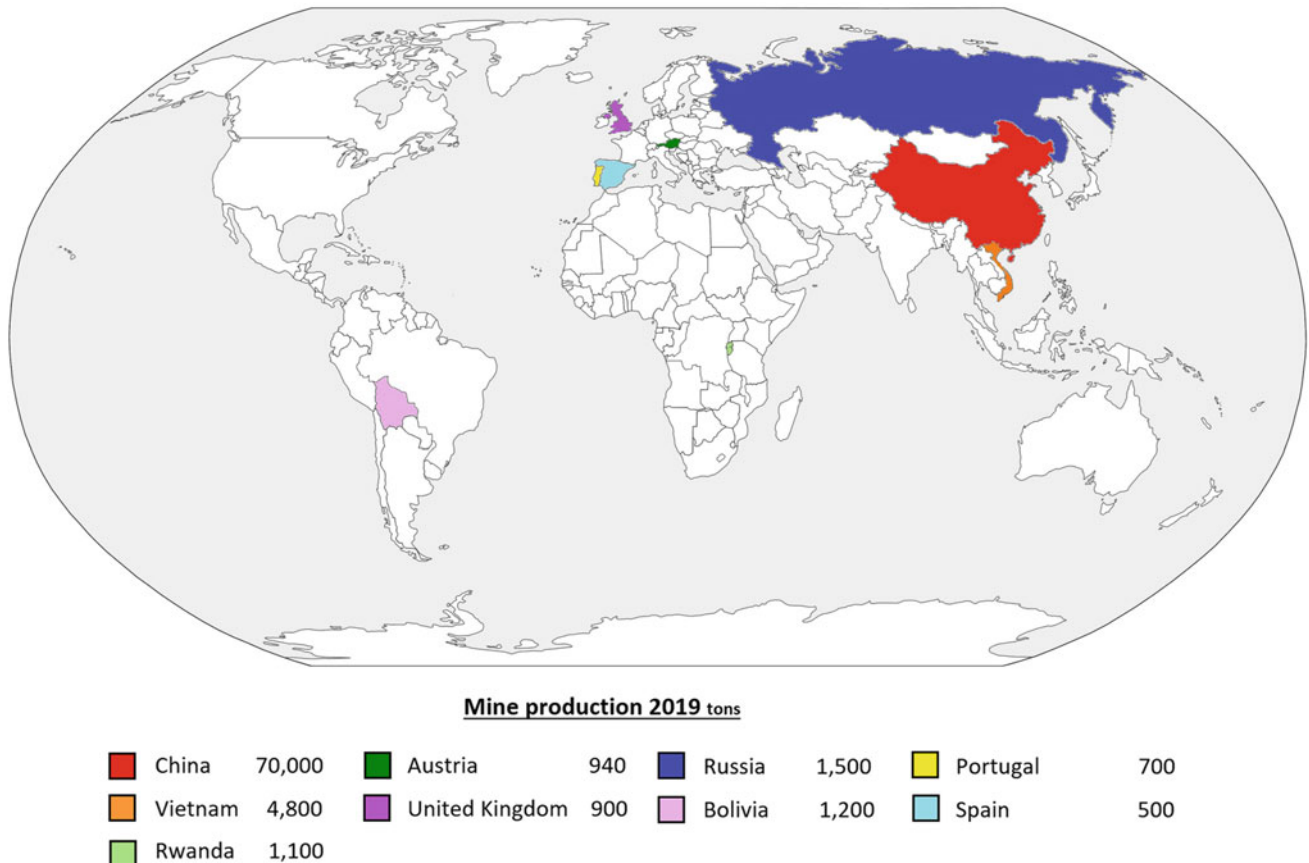 Mine production 2019 tons
China 70,000 Austria 940 Russia 1,500 Portugal 700
Vietnam 4,800 United Kingdom 900 Bolivia 1,200 Spain 500
Rwanda 1,100